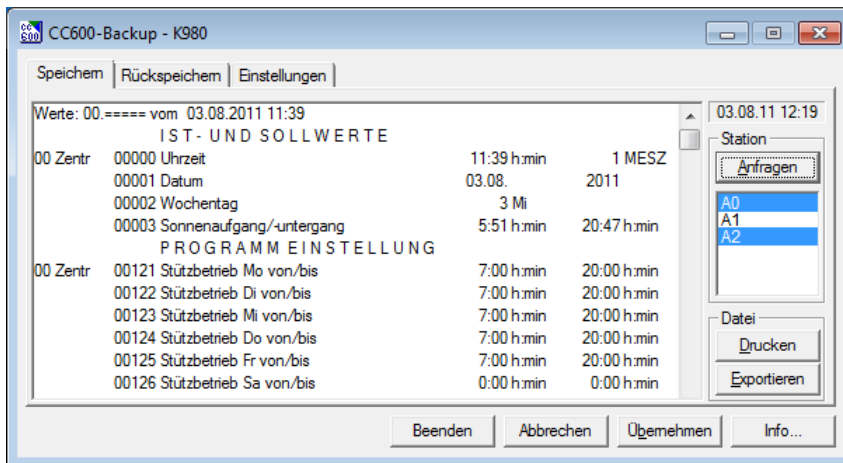 CC600-Backup - K980
Speichern Rückspeichern Einstellungen
Werte: 00.===== vom 03.08.2011 11:39
IST- UND SOLLWERTE
00 Zentr 00000 Uhrzeit 11:39 h:min 1 MESZ
00001 Datum 03.08. 2011
00002 Wochentag 3 Mi
00003 Sonnenaufgang/-untergang 5:51 h:min 20:47 h:min
PROGRAMM EINSTELLUNG
00 Zentr 00121 Stützbetrieb Mo von/bis 7:00 h:min 20:00 h:min
00122 Stützbetrieb Di von/bis 7:00 h:min 20:00 h:min
00123 Stützbetrieb Mi von/bis 7:00 h:min 20:00 h:min
00124 Stützbetrieb Do von/bis 7:00 h:min 20:00 h:min
00125 Stützbetrieb Fr von/bis 7:00 h:min 20:00 h:min
00126 Stützbetrieb Sa von/bis 0:00 h:min 0:00 h:min
03.08.11 12:19
Station
Anfragen
A0
A1
A2
Datei
Drucken
Exportieren
Beenden Abbrechen Übernehmen Info...